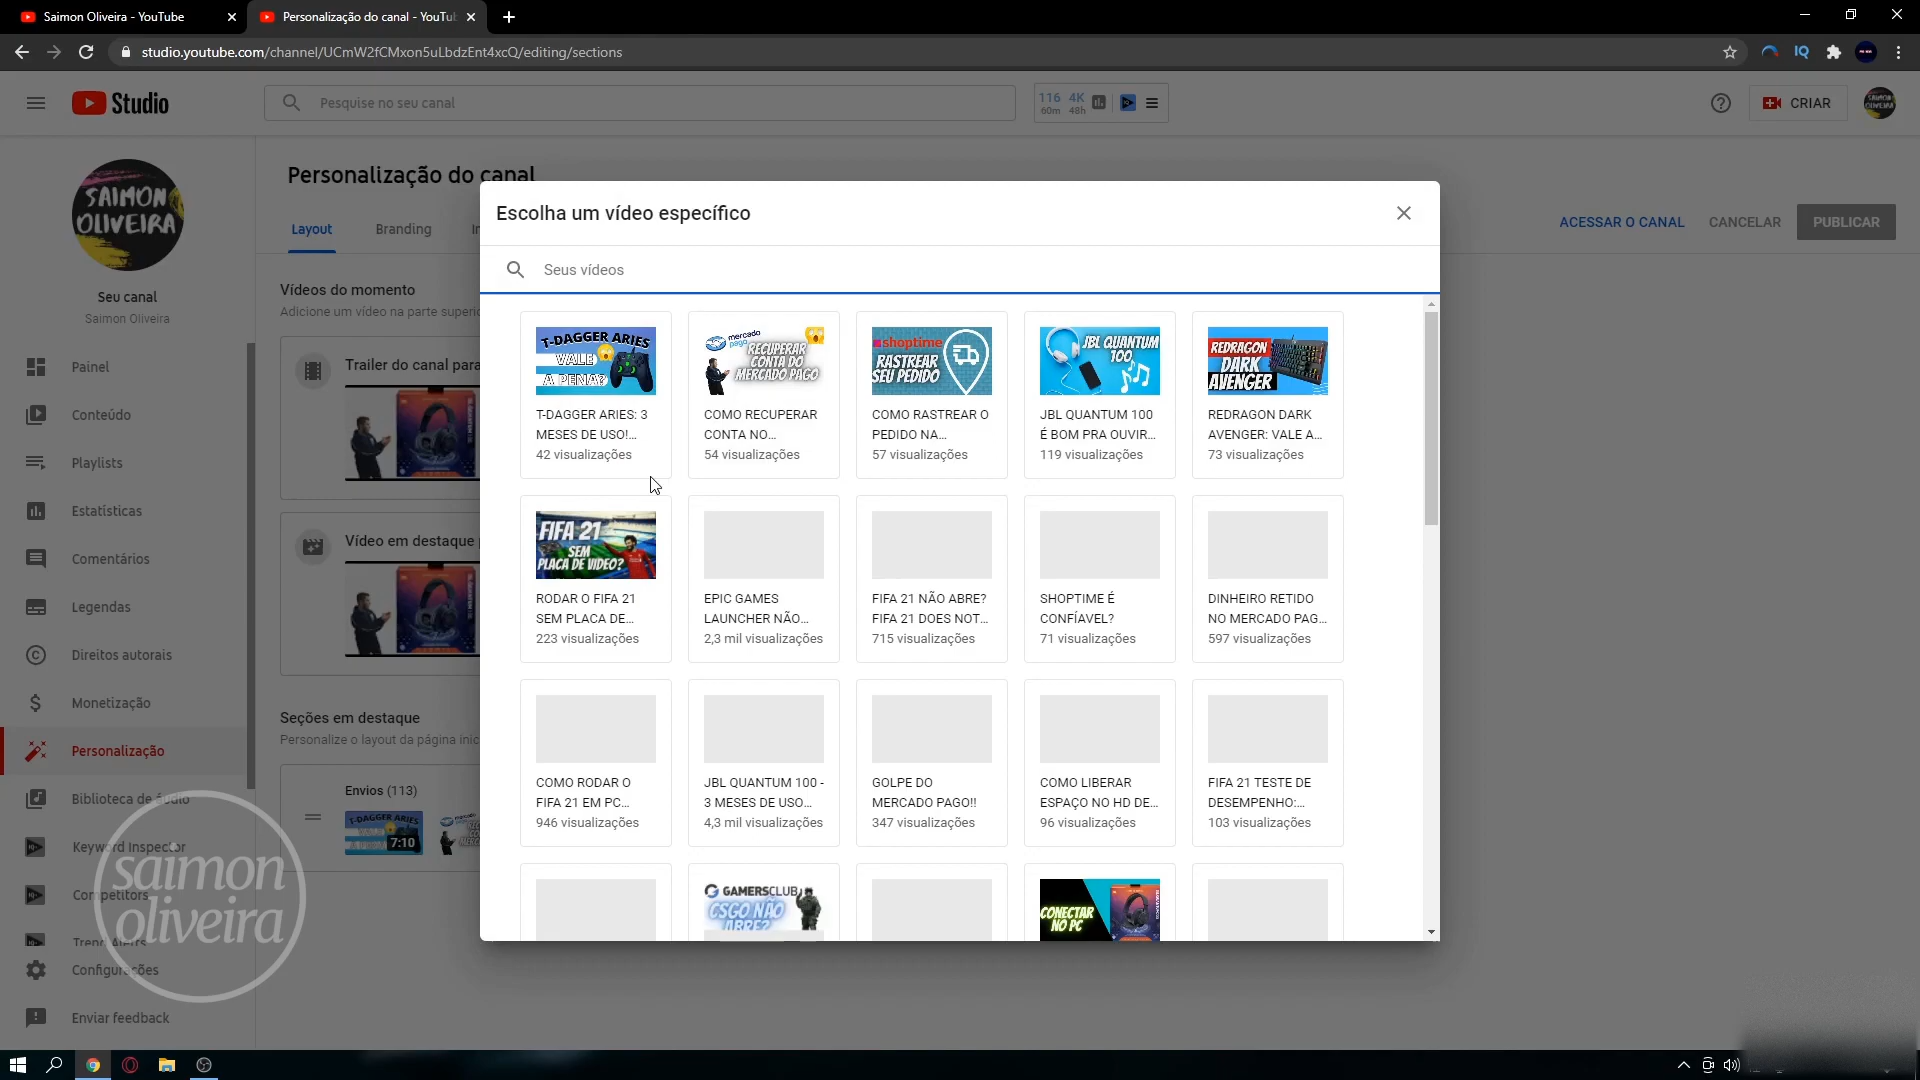 Saimon Oliveira - YouTube
Personalização do canal - YouTu
studio.youtube.com/channel/UCmW2fCMxon5uLbdzEnt4xcQ/editing/sections
IQ
Studio
Pesquise no seu canal
116 4K
60m 48h
CRIAR
SAIMON
OLIVEIRA
Seu canal
Saimon Oliveira
Painel
Conteúdo
Playlists
Estatísticas
Comentários
Legendas
Direitos autorais
Monetização
Personalização
Biblioteca de áudio
Keyword Inspector
Competitors
Trend Alerts
Configurações
Enviar feedback
saimon
oliveira
Personalização do canal
Layout
Branding
ACESSAR O CANAL
CANCELAR
PUBLICAR
Vídeos do momento
Adicione um vídeo na parte superio
Trailer do canal para
Vídeo em destaque
Seções em destaque
Personalize o layout da página inic
Envios (113)
T-DAGGER ARIES
7:10
Escolha um vídeo específico
Seus vídeos
T-DAGGER ARIES
VALE
A PENA?
T-DAGGER ARIES: 3
MESES DE USO!...
42 visualizações
mercado
pago
RECUPERAR
CONTA DO
MERCADO PAGO
COMO RECUPERAR
CONTA NO...
54 visualizações
shoptime
RASTREAR
SEU PEDIDO
COMO RASTREAR O
PEDIDO NA...
57 visualizações
JBL QUANTUM
100
JBL QUANTUM 100
É BOM PRA OUVIR...
119 visualizações
REDRAGON
DARK
AVENGER
REDRAGON DARK
AVENGER: VALE A...
73 visualizações
FIFA 21
SEM
PLACA DE VIDEO?
RODAR O FIFA 21
SEM PLACA DE...
223 visualizações
EPIC GAMES
LAUNCHER NÃO...
2,3 mil visualizações
FIFA 21 NÃO ABRE?
FIFA 21 DOES NOT...
715 visualizações
SHOPTIME É
CONFÍAVEL?
71 visualizações
DINHEIRO RETIDO
NO MERCADO PAG...
597 visualizações
COMO RODAR O
FIFA 21 EM PC...
946 visualizações
JBL QUANTUM 100 -
3 MESES DE USO...
4,3 mil visualizações
GOLPE DO
MERCADO PAGO!!
347 visualizações
COMO LIBERAR
ESPAÇO NO HD DE...
96 visualizações
FIFA 21 TESTE DE
DESEMPENHO:...
103 visualizações
GAMERSCLUB
CSGO NÃO
ABRE?
CONECTAR
NO PC